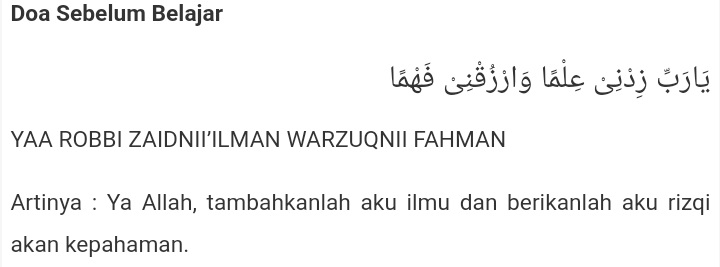 Doa Sebelum Belajar
يَارَبِّ زِدْنِىْ عِلْمًا وَارْزُقْنِىْ فَهْمًا
YAA ROBBI ZAIDNII’ILMAN WARZUQNII FAHMAN
Artinya : Ya Allah, tambahkanlah aku ilmu dan berikanlah aku rizqi
akan kepahaman.